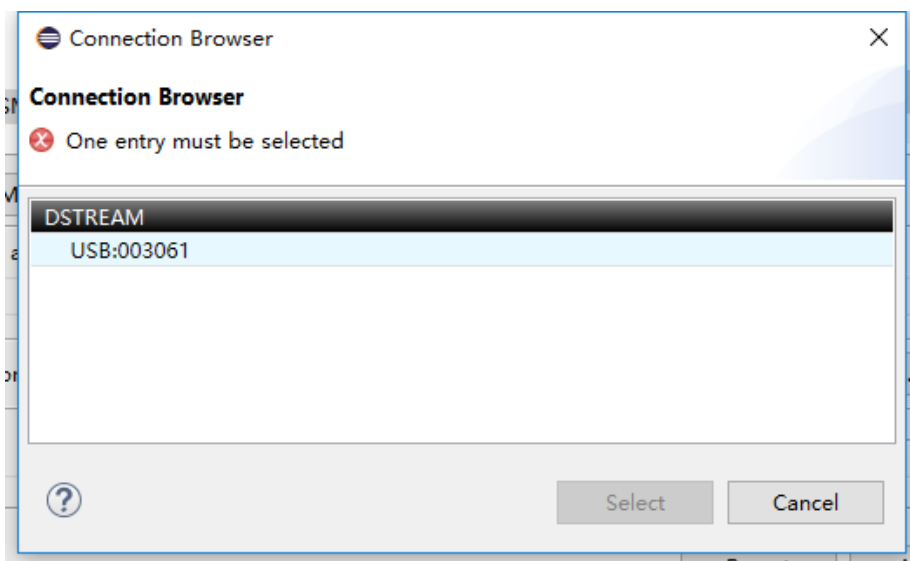 Connection Browser
Connection Browser
One entry must be selected
DSTREAM
USB:003061
Select
Cancel